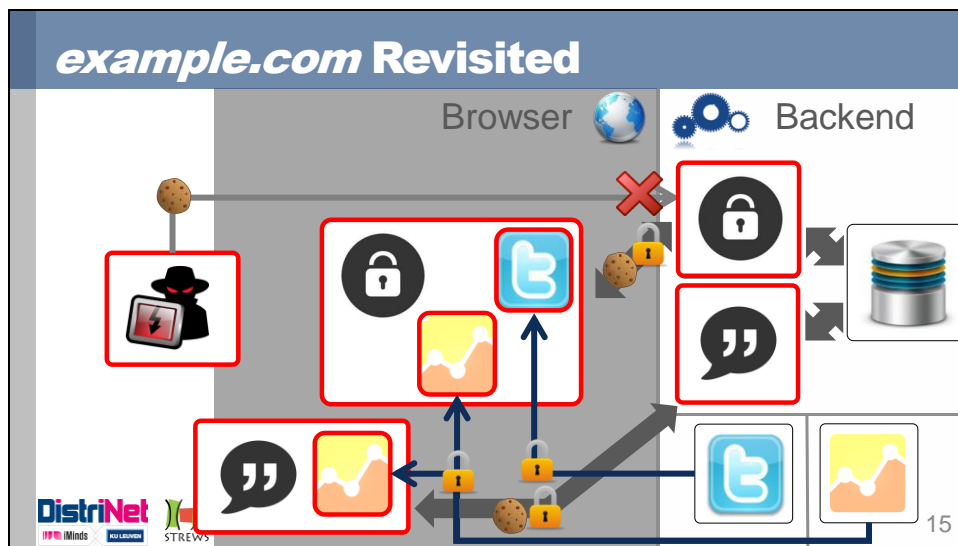 example.com Revisited
Browser
Backend
DistriNet
iMinds
KU LEUVEN
STREWS
15